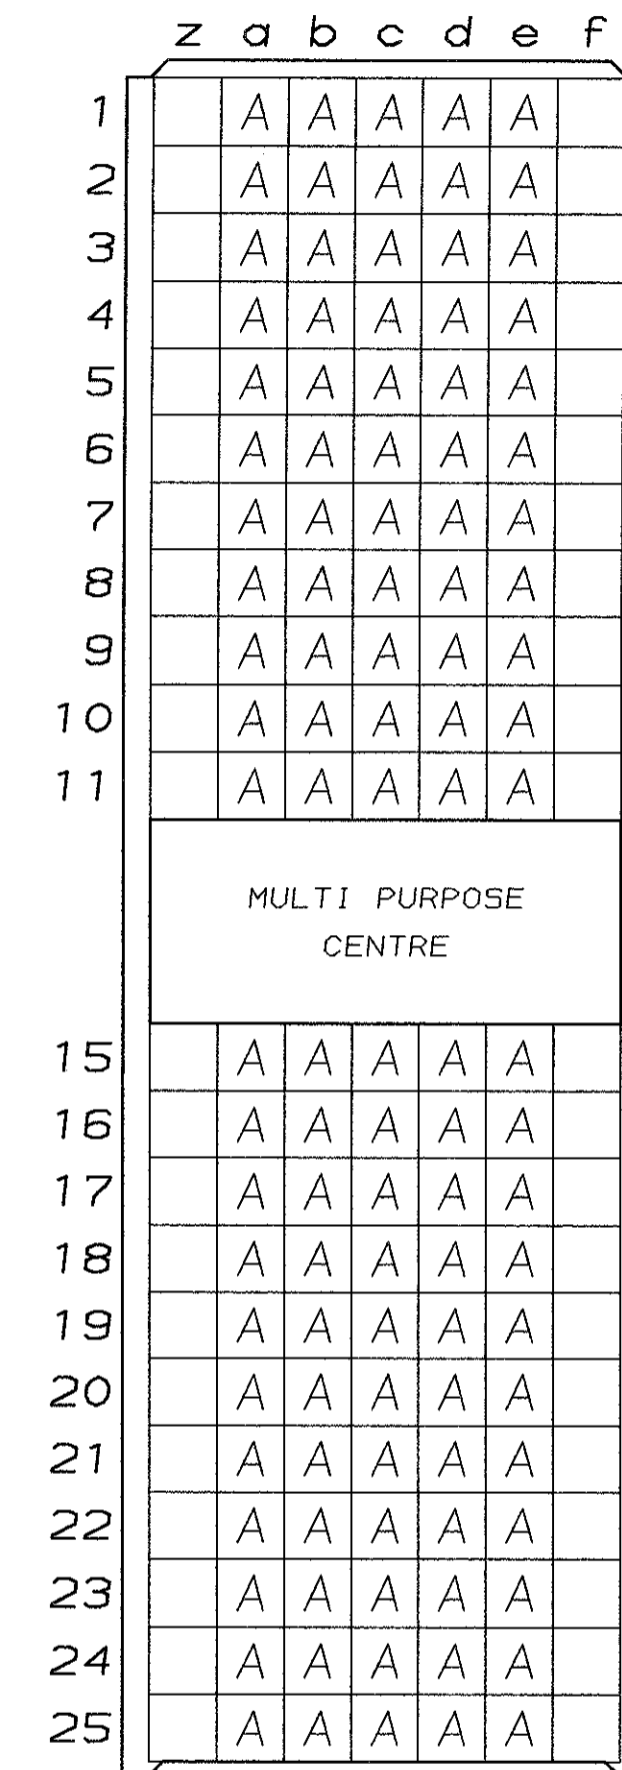 z a b c d e f
1 A A A A A
2 A A A A A
3 A A A A A
4 A A A A A
5 A A A A A
6 A A A A A
7 A A A A A
8 A A A A A
9 A A A A A
10 A A A A A
11 A A A A A
MULTI PURPOSE
CENTRE
15 A A A A A
16 A A A A A
17 A A A A A
18 A A A A A
19 A A A A A
20 A A A A A
21 A A A A A
22 A A A A A
23 A A A A A
24 A A A A A
25 A A A A A